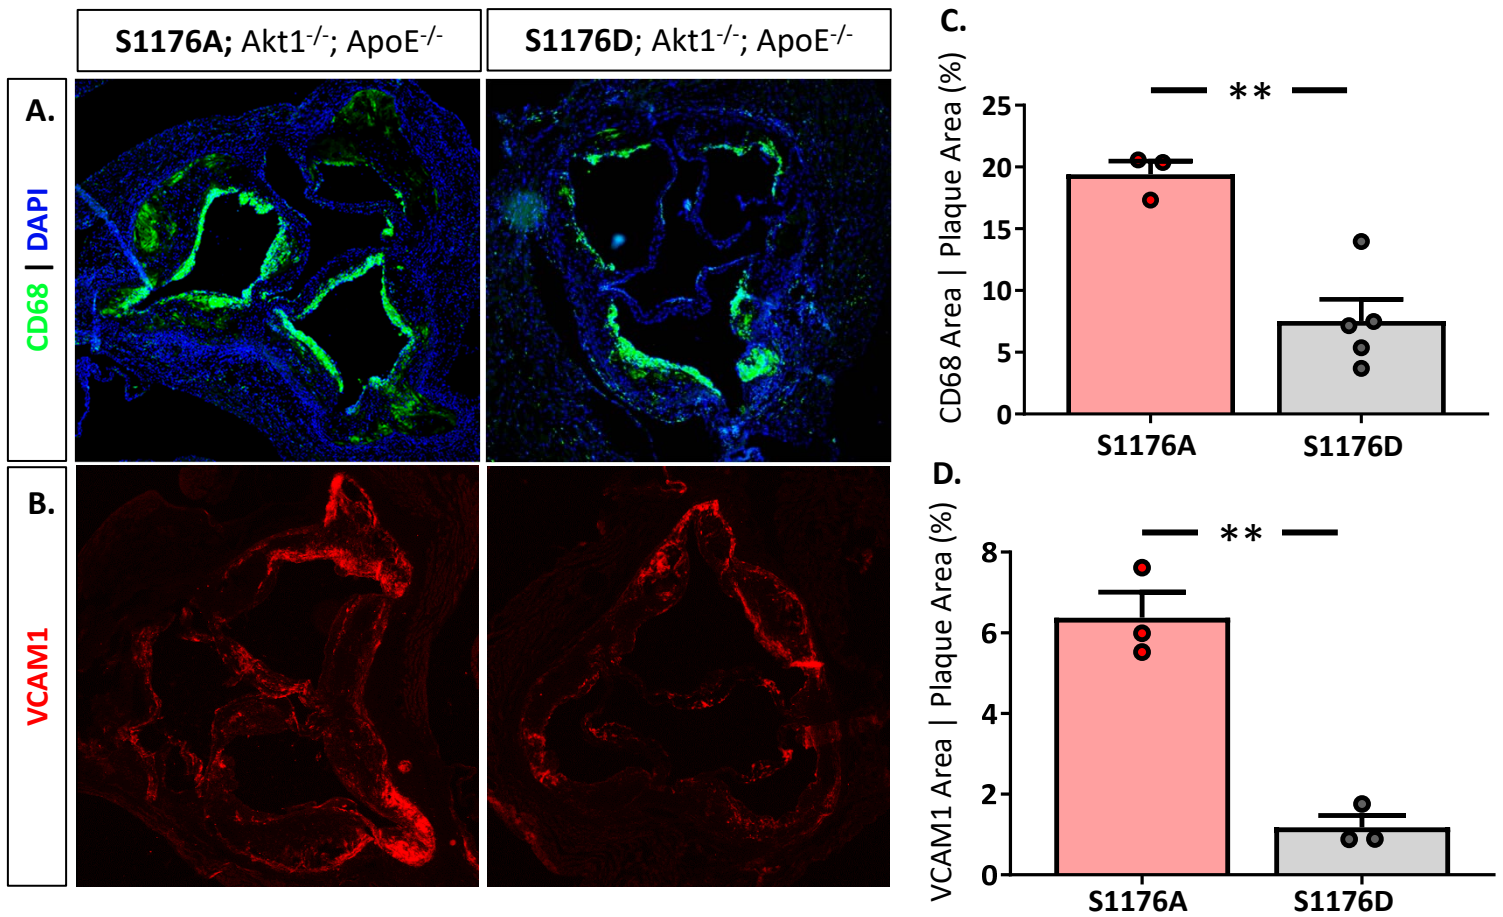 S1176A; Akt1-/-; ApoE-/-
S1176D; Akt1-/-; ApoE-/-
A.
CD68 | DAPI
B.
VCAM1
C.
CD68 Area | Plaque Area (%)
25
20
15
10
5
0
**
S1176A
S1176D
D.
VCAM1 Area | Plaque Area (%)
8
6
4
2
0
**
S1176A
S1176D